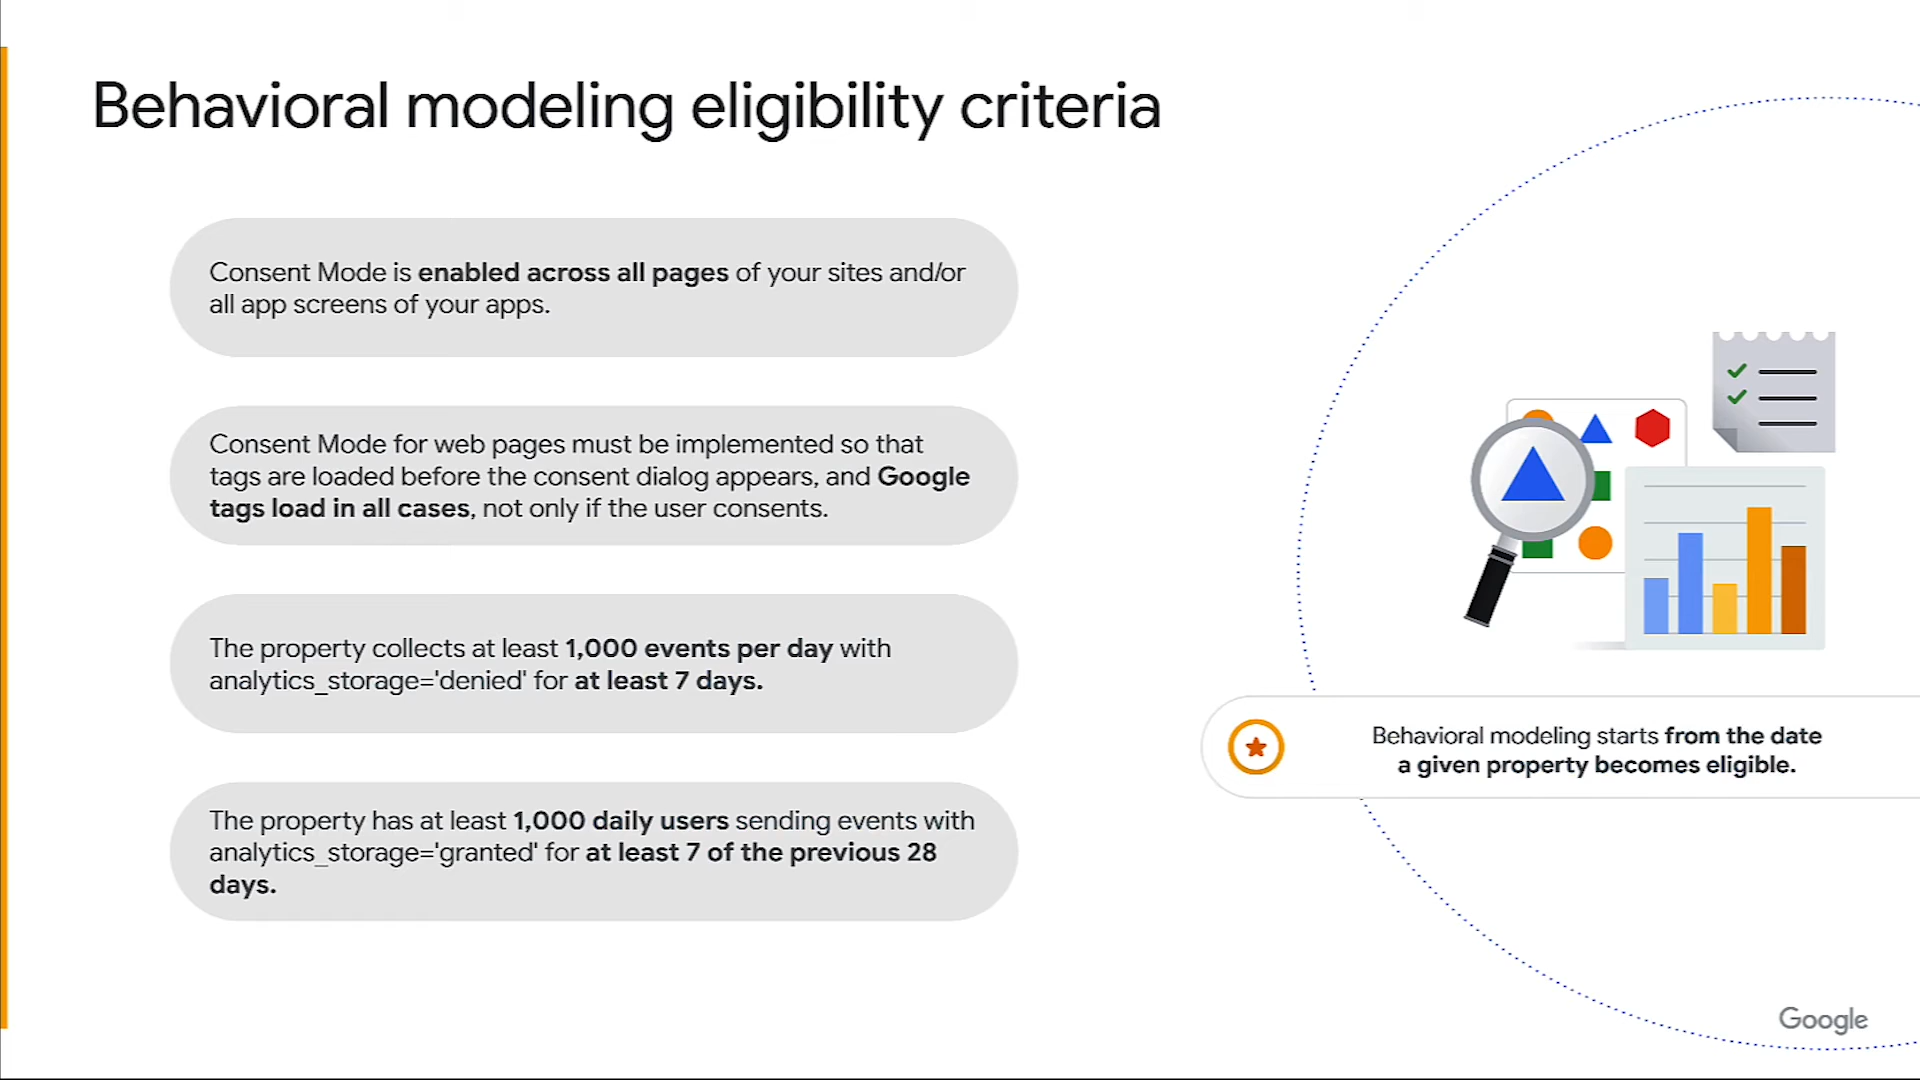 Behavioral modeling eligibility criteria
Consent Mode is enabled across all pages of your sites and/or
all app screens of your apps.
Consent Mode for web pages must be implemented so that
tags are loaded before the consent dialog appears, and Google
tags load in all cases, not only if the user consents.
The property collects at least 1,000 events per day with
analytics_storage='denied' for at least 7 days.
The property has at least 1,000 daily users sending events with
analytics_storage='granted' for at least 7 of the previous 28
days.
Behavioral modeling starts from the date
a given property becomes eligible.
Google